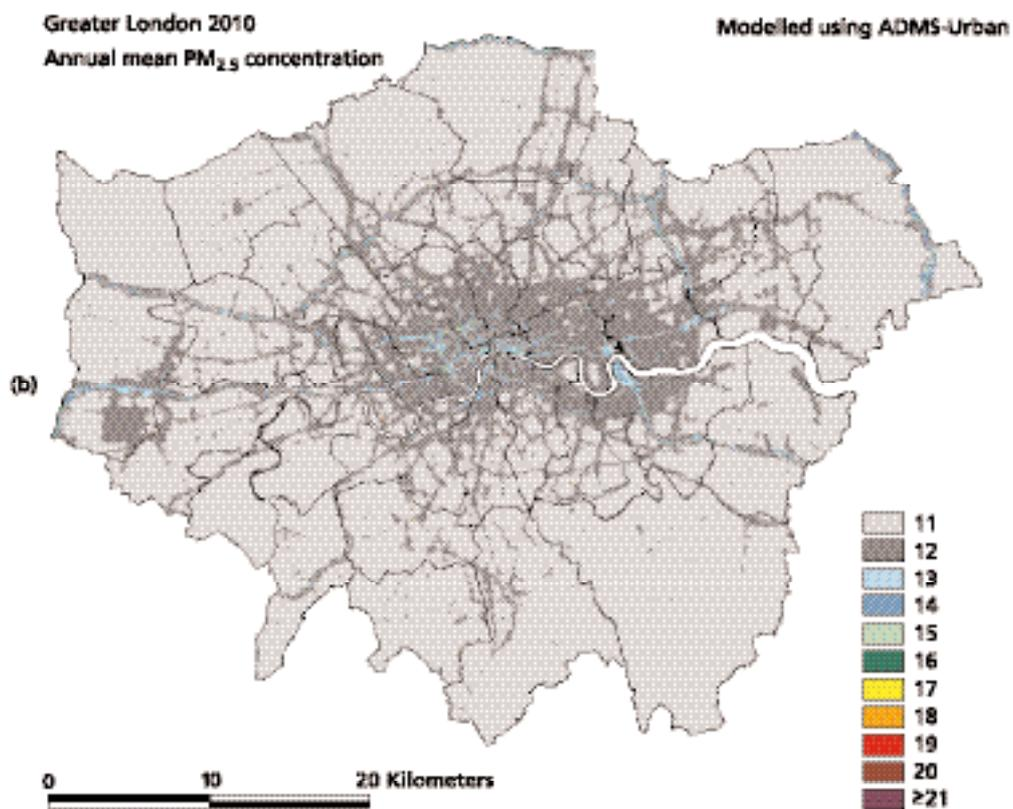 Greater London 2010
Modelled using ADMS-Urban
Annual mean PM2.5 concentration
(b)
11
12
13
14
15
16
17
18
19
20
≥21
0 10 20 Kilometers